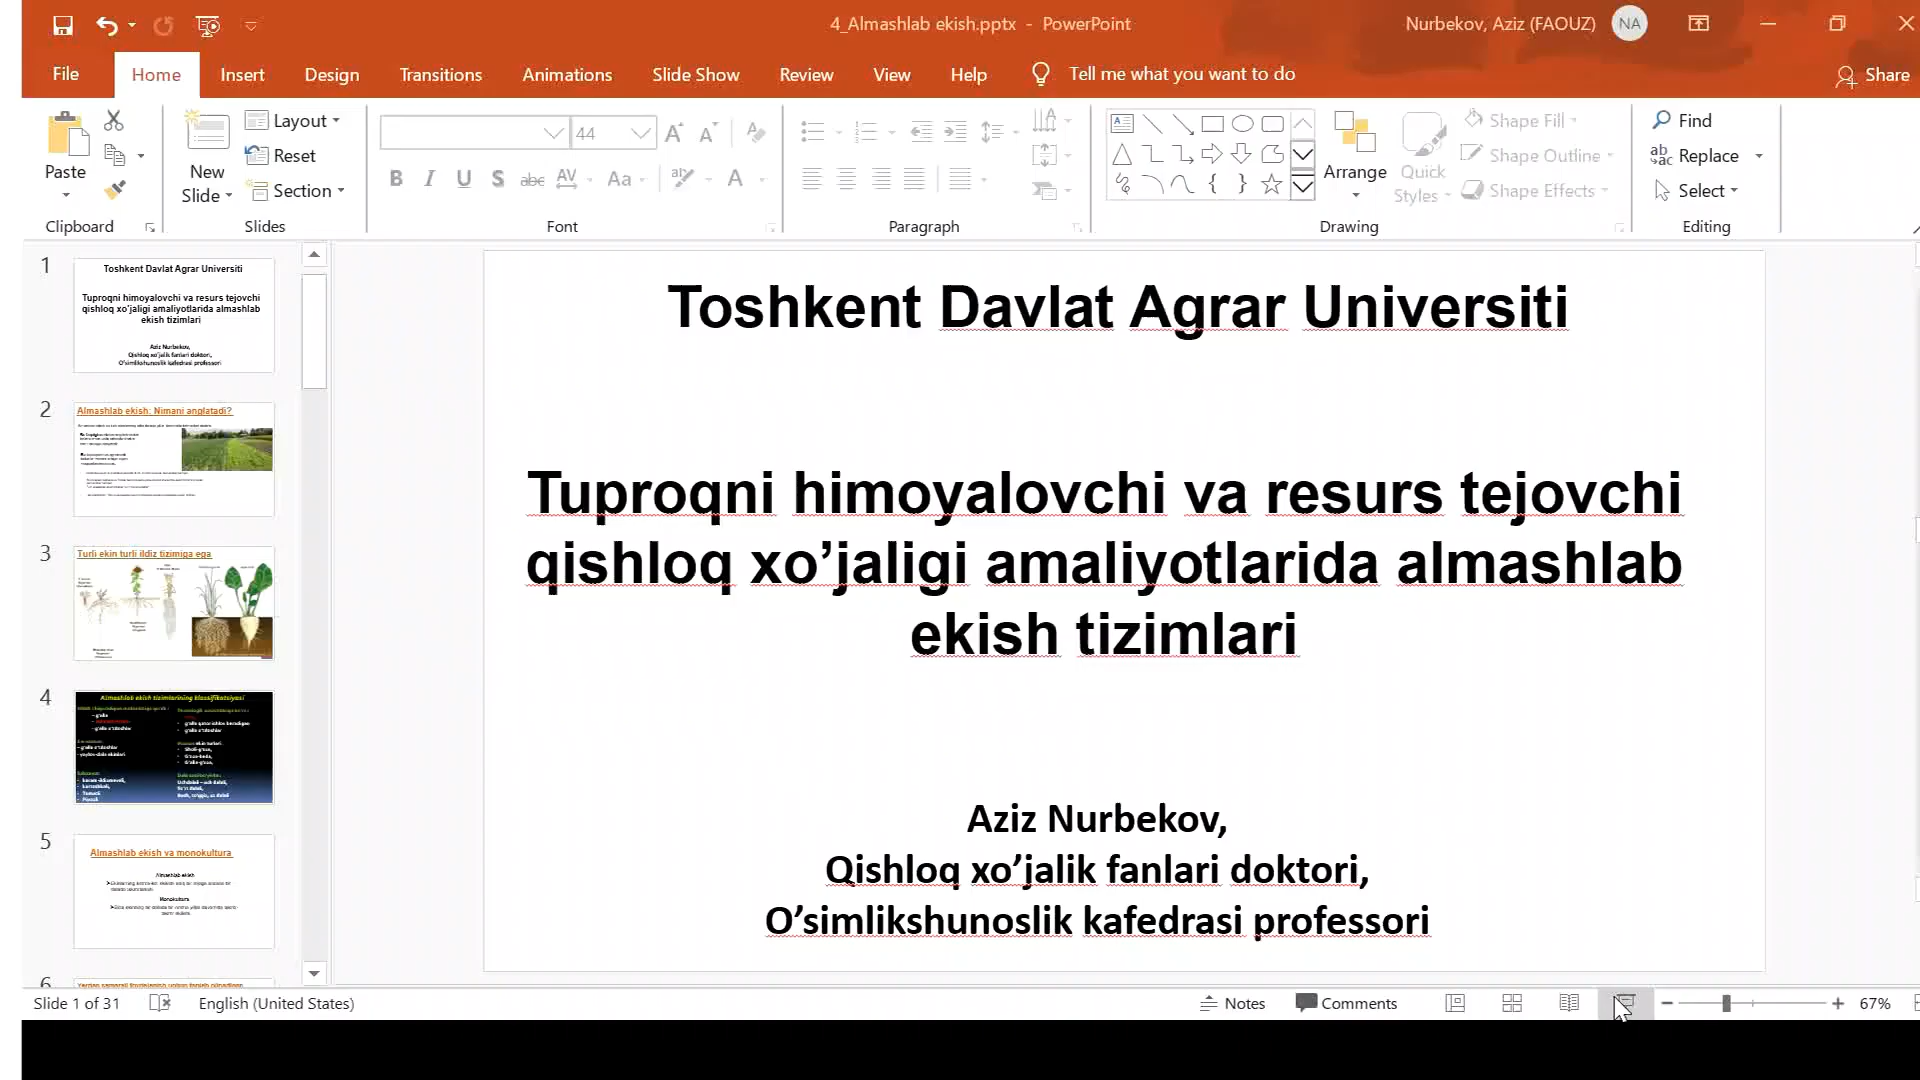 4_Almashlab ekish.pptx - PowerPoint
Nurbekov, Aziz (FAOUZ)
NA
File
Home
Insert
Design
Transitions
Animations
Slide Show
Review
View
Help
Tell me what you want to do
Share
Paste
Clipboard
New
Slide
Layout
Reset
Section
Slides
44
Font
Paragraph
Arrange
Quick
Styles
Shape Fill
Shape Outline
Shape Effects
Drawing
Find
Replace
Select
Editing
1
Toshkent Davlat Agrar Universiti
Tuproqni himoyalovchi va resurs tejovchi
qishloq xo'jaligi amaliyotlarida almashlab
ekish tizimlari
Aziz Nurbekov,
Qishloq xo'jalik fanlari doktori,
O'simlikshunoslik kafedrasi professori
2
Almashlab ekish: Nimani anglatadi?
3
Turli ekin turli ildiz tizimiga ega
4
Almashlab ekish tizimlarining klassifikatsiyasi
5
Almashlab ekish va monokultura
Almashlab ekish
Monokultura
6
Toshkent Davlat Agrar Universiti
Tuproqni himoyalovchi va resurs tejovchi
qishloq xo’jaligi amaliyotlarida almashlab
ekish tizimlari
Aziz Nurbekov,
Qishloq xo’jalik fanlari doktori,
O’simlikshunoslik kafedrasi professori
Slide 1 of 31
English (United States)
Notes
Comments
67%